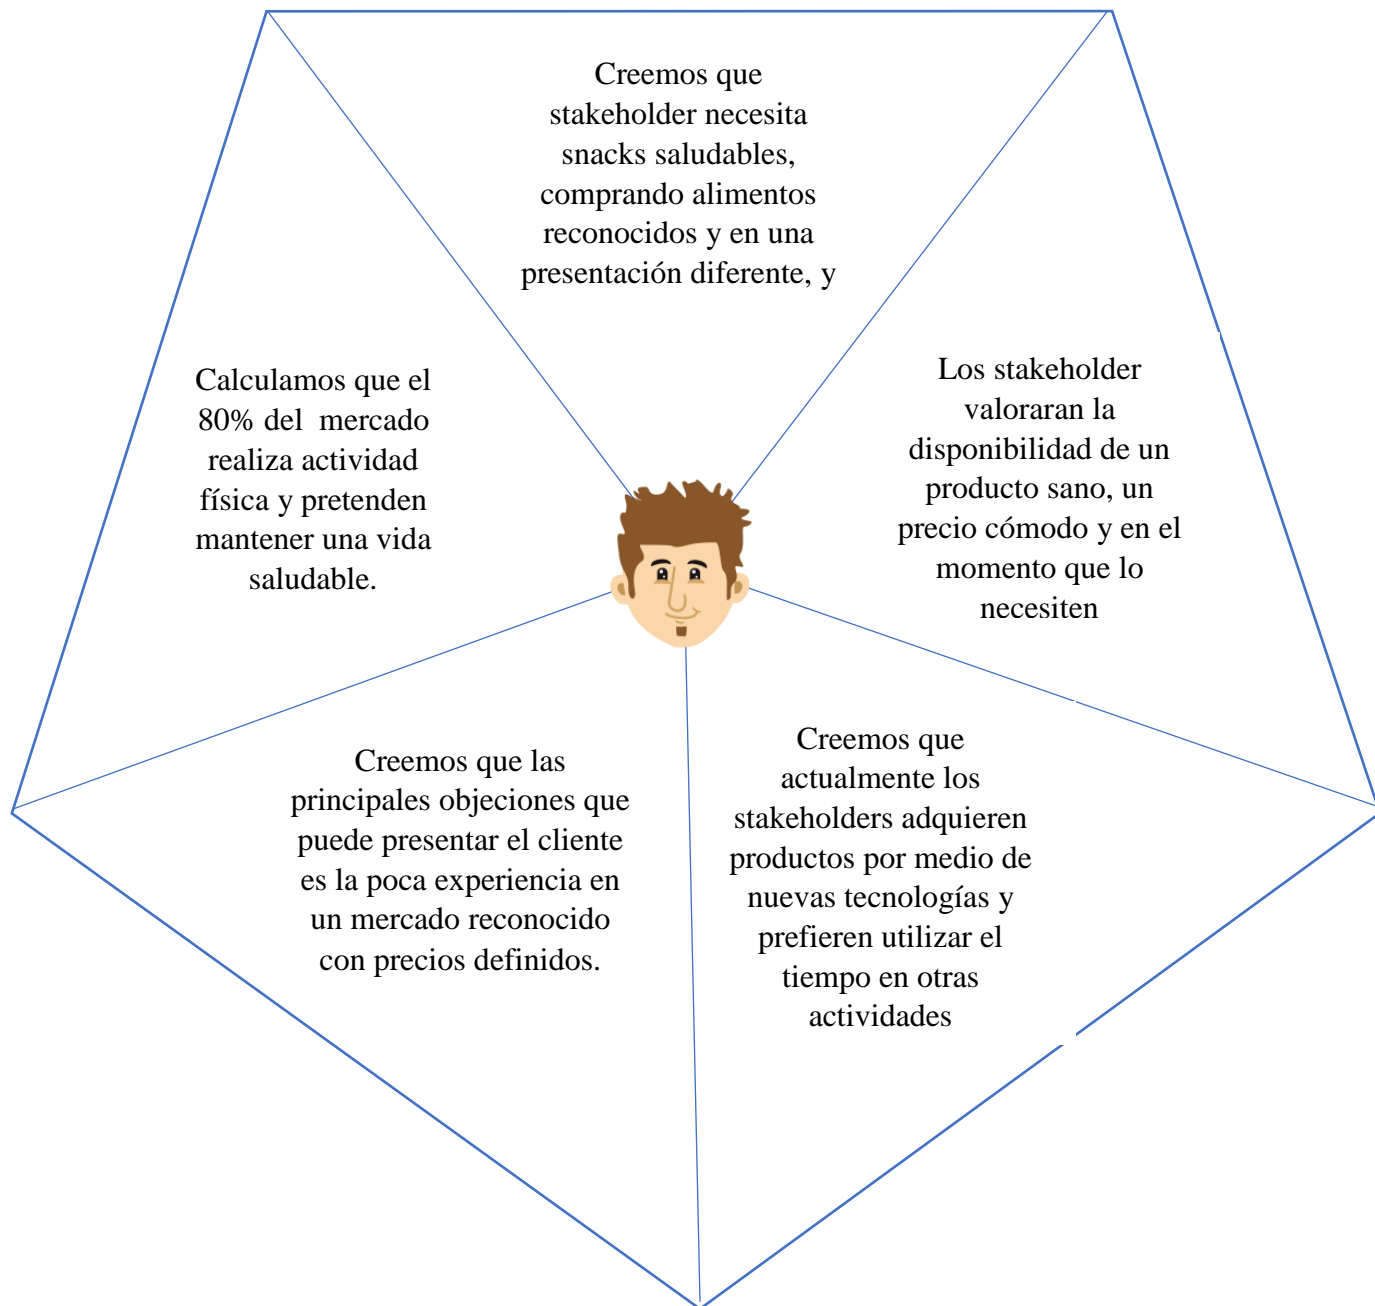 Creemos que
stakeholder necesita
snacks saludables,
comprando alimentos
reconocidos y en una
presentación diferente, y
Calculamos que el
80% del  mercado
realiza actividad
física y pretenden
mantener una vida
saludable.
Los stakeholder
valoraran la
disponibilidad de un
producto sano, un
precio cómodo y en el
momento que lo
necesiten
Creemos que las
principales objeciones que
puede presentar el cliente
es la poca experiencia en
un mercado reconocido
con precios definidos.
Creemos que
actualmente los
stakeholders adquieren
productos por medio de
nuevas tecnologías y
prefieren utilizar el
tiempo en otras
actividades